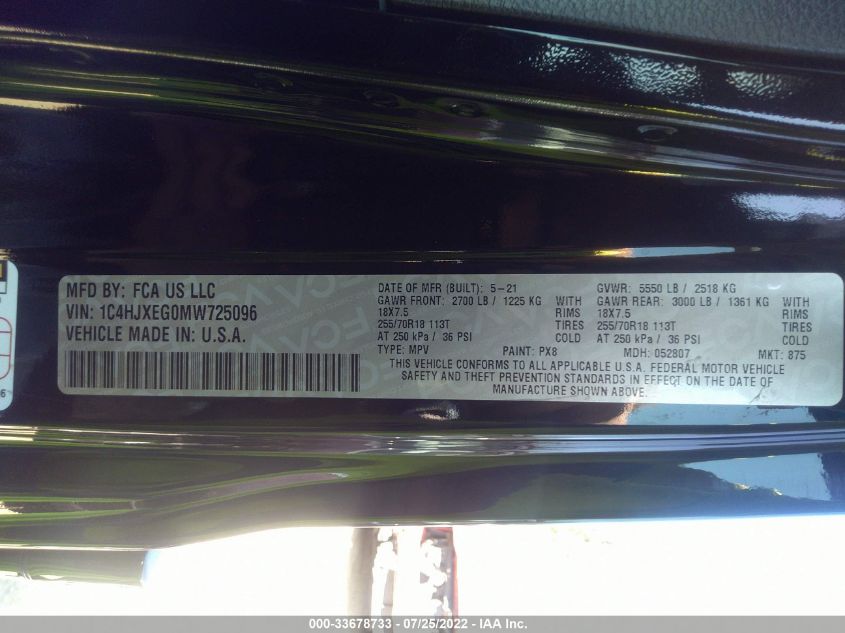 MFD BY: FCA US LLC
VIN: 1C4HJXEG0MW725096
VEHICLE MADE IN: U.S.A.
DATE OF MFR (BUILT): 5-21 GVWR: 5550 LB / 2518 KG
GAWR FRONT: 2700 LB / 1225 KG GAWR REAR: 3000 LB / 1361 KG
18X7.5 RIMS 18X7.5 RIMS
255/70R18 113T TIRES 255/70R18 113T TIRES
AT 250 kPa / 36 PSI COLD AT 250 kPa / 36 PSI COLD
TYPE: MPV PAINT: PX8 MDH: 052807 MKT: 875
THIS VEHICLE CONFORMS TO ALL APPLICABLE U.S.A. FEDERAL MOTOR VEHICLE
SAFETY AND THEFT PREVENTION STANDARDS IN EFFECT ON THE DATE OF
MANUFACTURE SHOWN ABOVE.
000-33678733 - 07/25/2022 - IAA Inc.